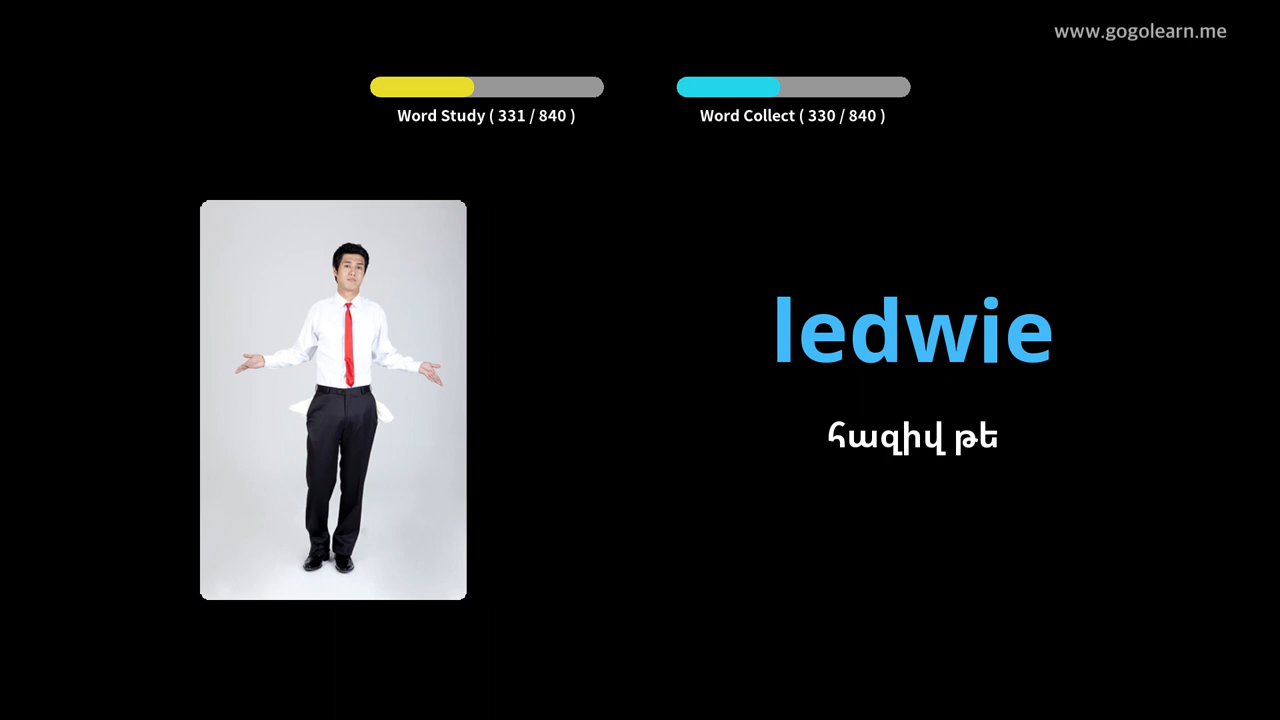 www.gogolearn.me
Word Study ( 331 / 840 )
Word Collect ( 330 / 840 )
ledwie
հազիվ թե